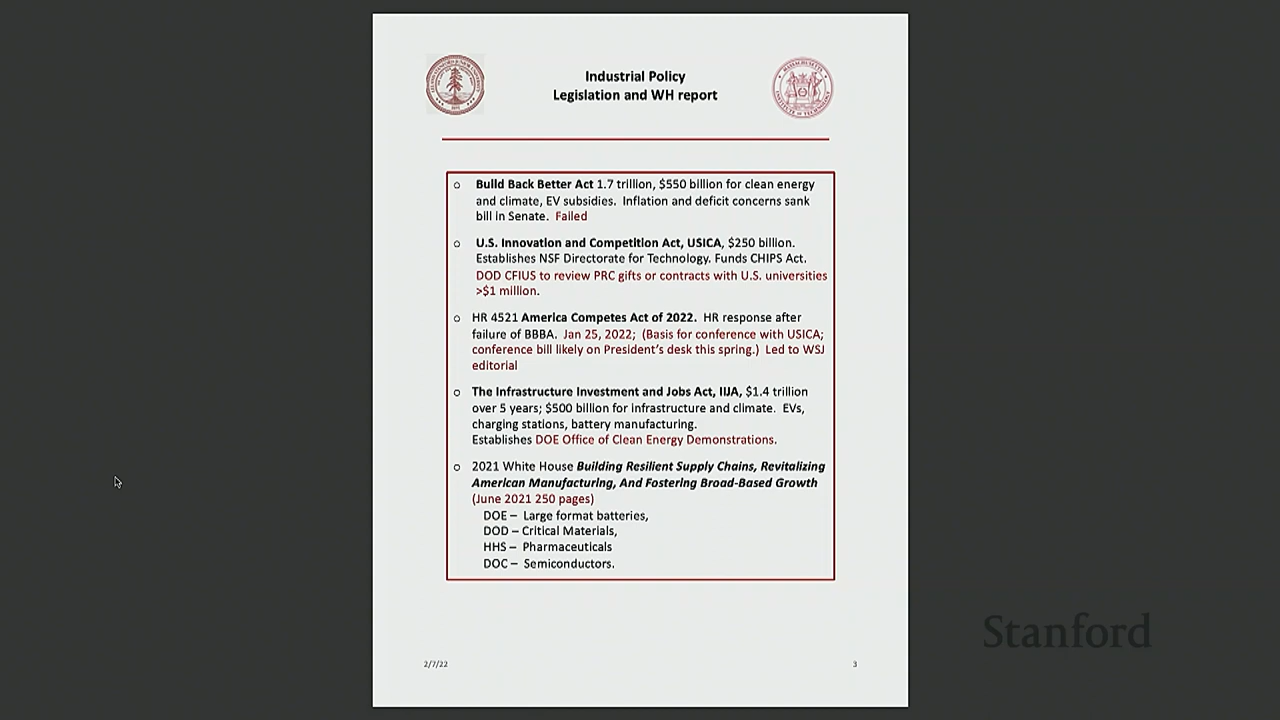 Industrial Policy
Legislation and WH report
o Build Back Better Act 1.7 trillion, $550 billion for clean energy
and climate, EV subsidies. Inflation and deficit concerns sank
bill in Senate. Failed
o U.S. Innovation and Competition Act, USICA, $250 billion.
Establishes NSF Directorate for Technology. Funds CHIPS Act.
DOD CFIUS to review PRC gifts or contracts with U.S. universities
>$1 million.
o HR 4521 America Competes Act of 2022. HR response after
failure of BBBA. Jan 25, 2022; (Basis for conference with USICA;
conference bill likely on President's desk this spring.) Led to WSJ
editorial
o The Infrastructure Investment and Jobs Act, IIJA, $1.4 trillion
over 5 years; $500 billion for infrastructure and climate. EVs,
charging stations, battery manufacturing.
Establishes DOE Office of Clean Energy Demonstrations.
o 2021 White House Building Resilient Supply Chains, Revitalizing
American Manufacturing, And Fostering Broad-Based Growth
(June 2021 250 pages)
DOE – Large format batteries,
DOD – Critical Materials,
HHS – Pharmaceuticals
DOC – Semiconductors.
Stanford
2/7/22
3